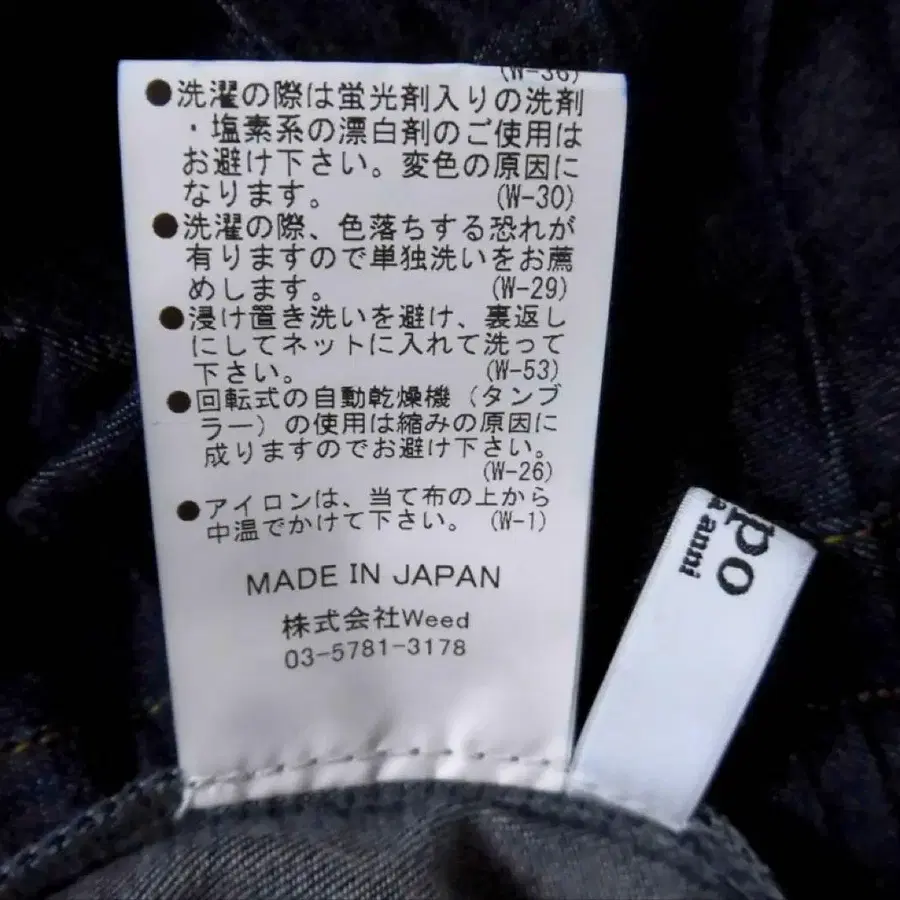 (W-36)
●洗濯の際は蛍光剤入りの洗剤
・塩素系の漂白剤のご使用は
お避け下さい。変色の原因に
なります。 (W-30)
●洗濯の際、色落ちする恐れが
有りますので単独洗いをお薦
めします。 (W-29)
●浸け置き洗いを避け、裏返し
にしてネットに入れて洗って
下さい。 (W-53)
●回転式の自動乾燥機（タンブ
ラー）の使用は縮みの原因に
成りますのでお避け下さい。
(W-26)
●アイロンは、当て布の上から
中温でかけて下さい。 (W-1)
MADE IN JAPAN
株式会社Weed
03-5781-3178
po
a anni